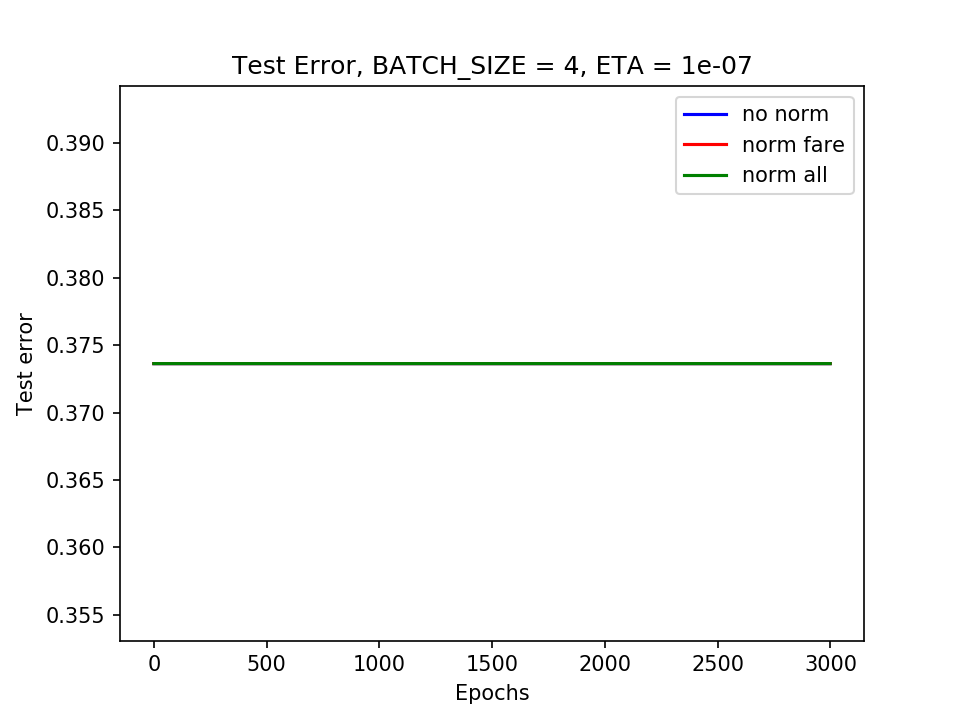 Test Error, BATCH_SIZE = 4, ETA = 1e-07
no norm
norm fare
norm all
0.390
0.385
0.380
0.375
0.370
0.365
0.360
0.355
Test error
0 500 1000 1500 2000 2500 3000
Epochs